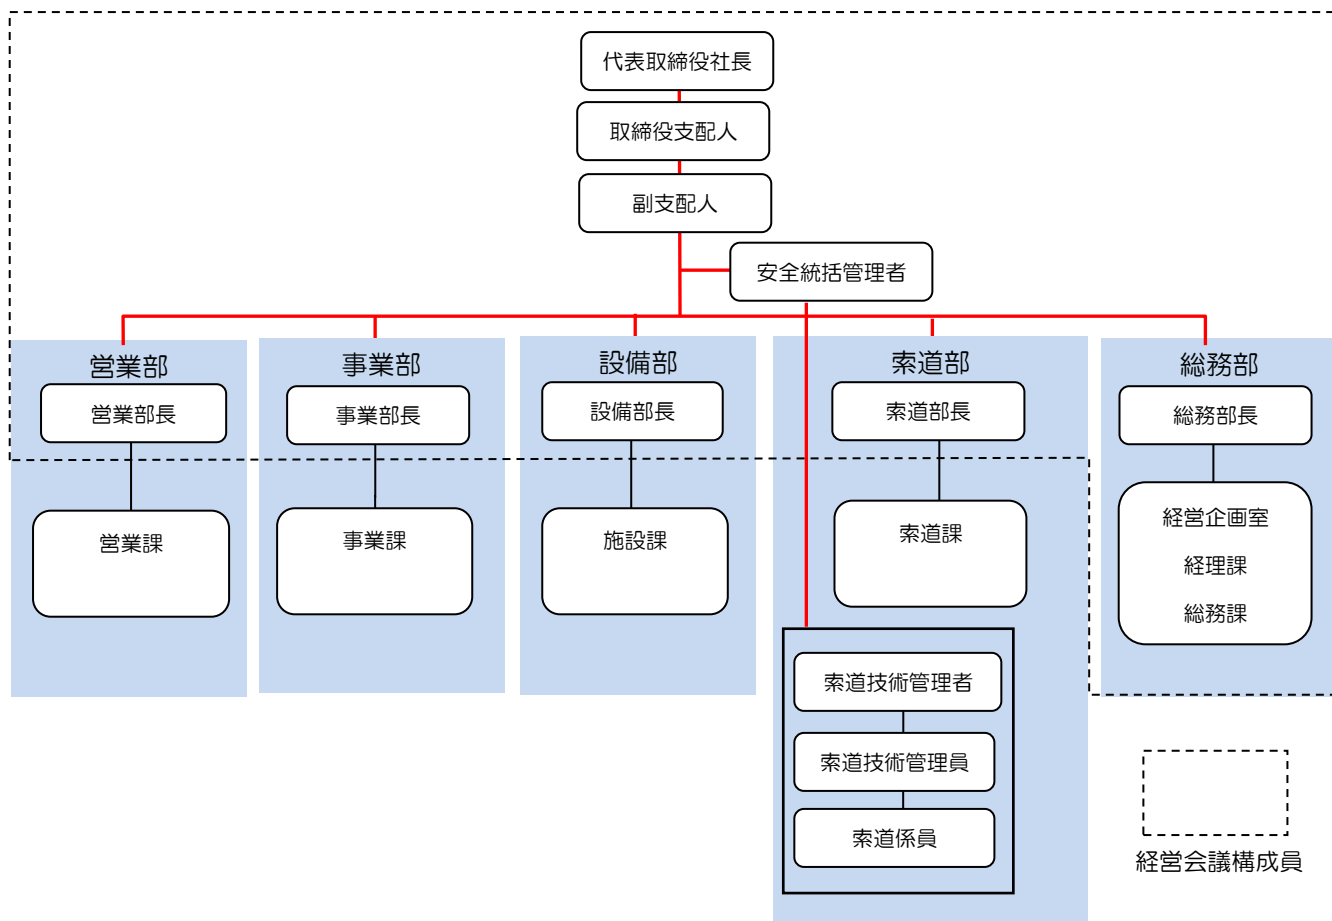 代表取締役社長
取締役支配人
副支配人
安全統括管理者
営業部
営業部長
営業課
事業部
事業部長
事業課
設備部
設備部長
施設課
索道部
索道部長
索道課
索道技術管理者
索道技術管理員
索道係員
総務部
総務部長
経営企画室
経理課
総務課
経営会議構成員